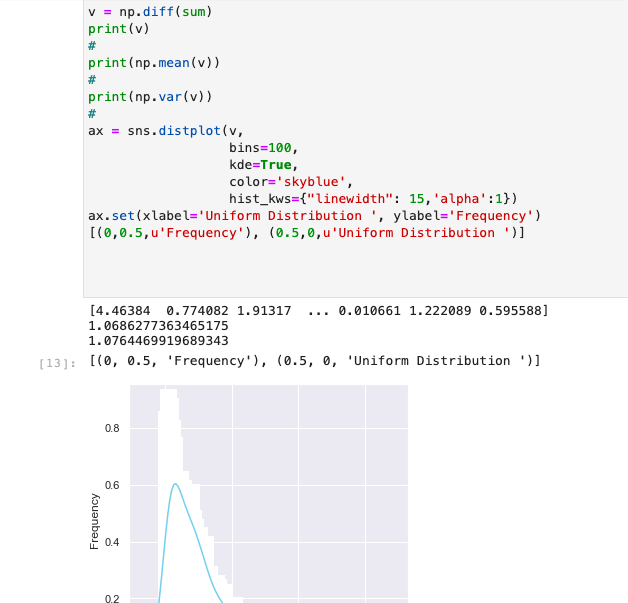 v = np.diff(sum)
print(v)
#
print(np.mean(v))
#
print(np.var(v))
#
ax = sns.distplot(v,
                  bins=100,
                  kde=True,
                  color='skyblue',
                  hist_kws={"linewidth": 15,'alpha':1})
ax.set(xlabel='Uniform Distribution ', ylabel='Frequency')
[(0,0.5,u'Frequency'), (0.5,0,u'Uniform Distribution ')]
[4.46384  0.774082 1.91317  ... 0.010661 1.222089 0.595588]
1.0686277363465175
1.0764469919689343
[13]: [(0, 0.5, 'Frequency'), (0.5, 0, 'Uniform Distribution ')]
0.8
0.6
Frequency
0.4
0.2